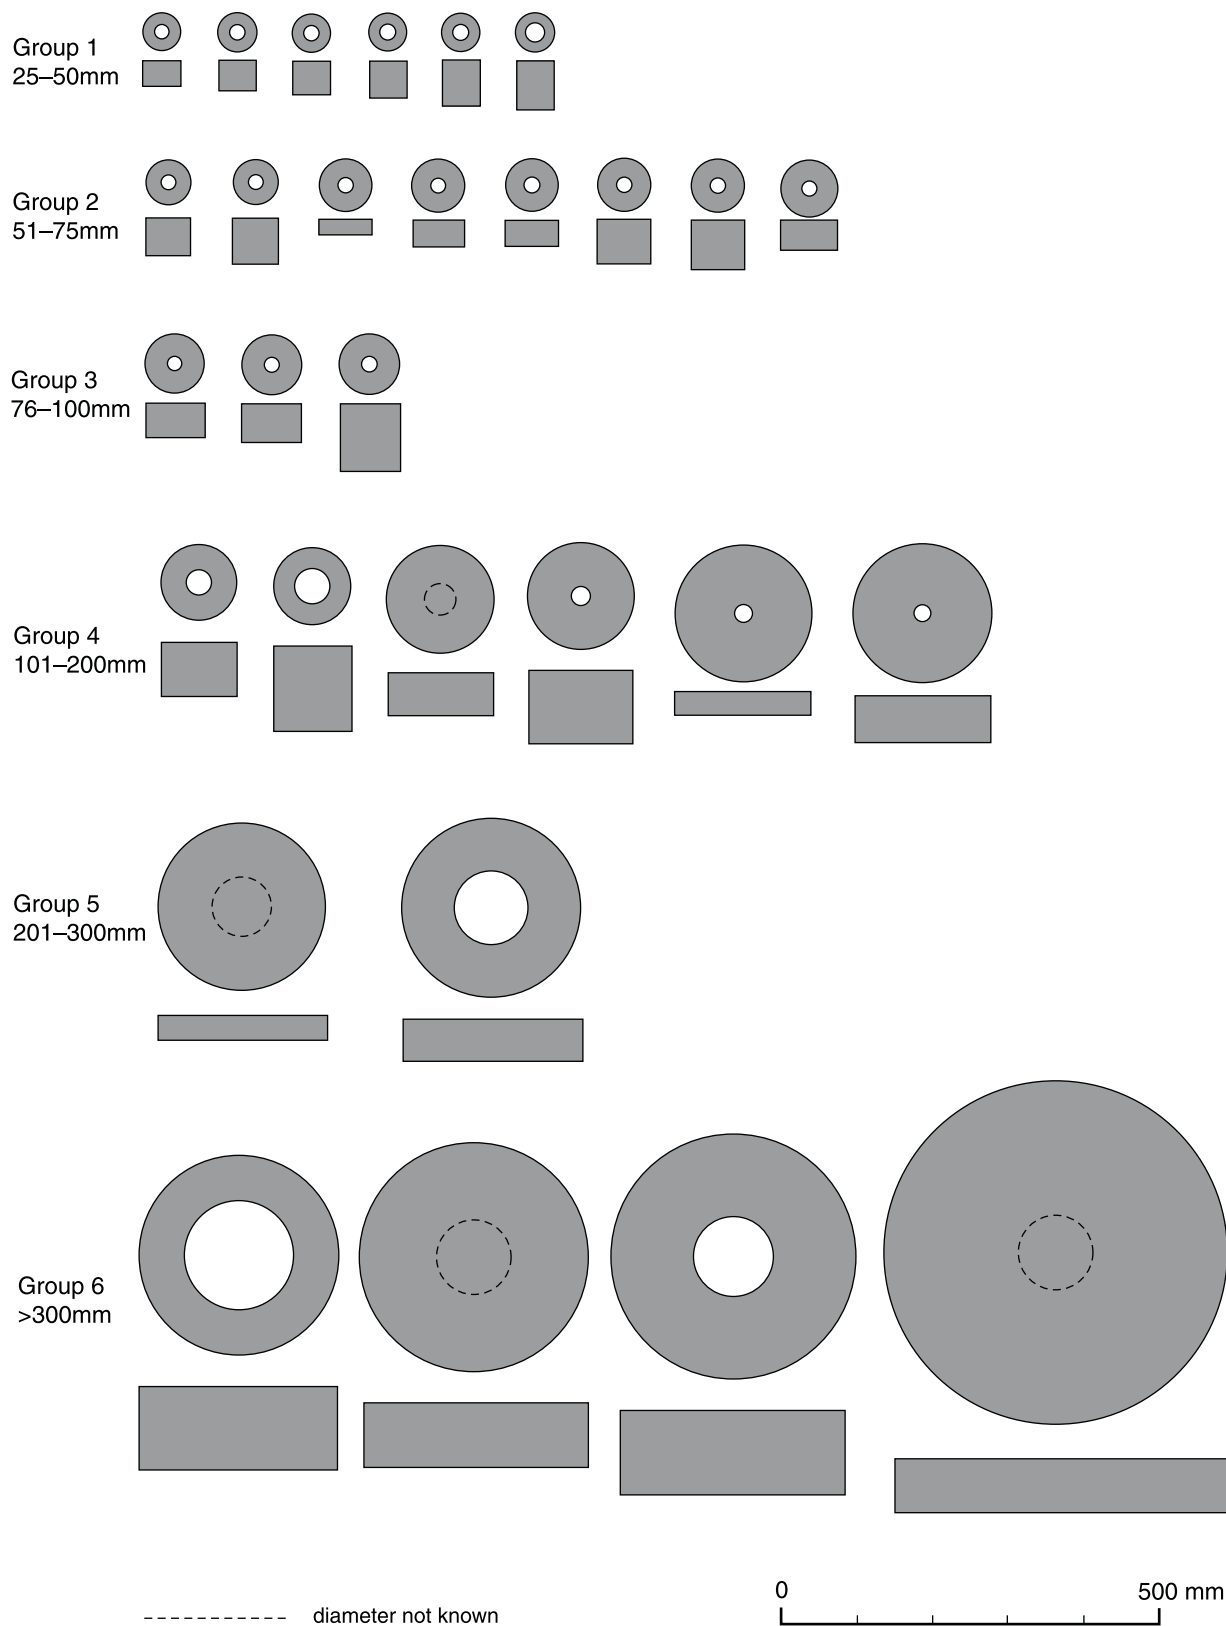 Group 1
25–50mm
Group 2
51–75mm
Group 3
76–100mm
Group 4
101–200mm
Group 5
201–300mm
Group 6
>300mm
diameter not known
0 500 mm